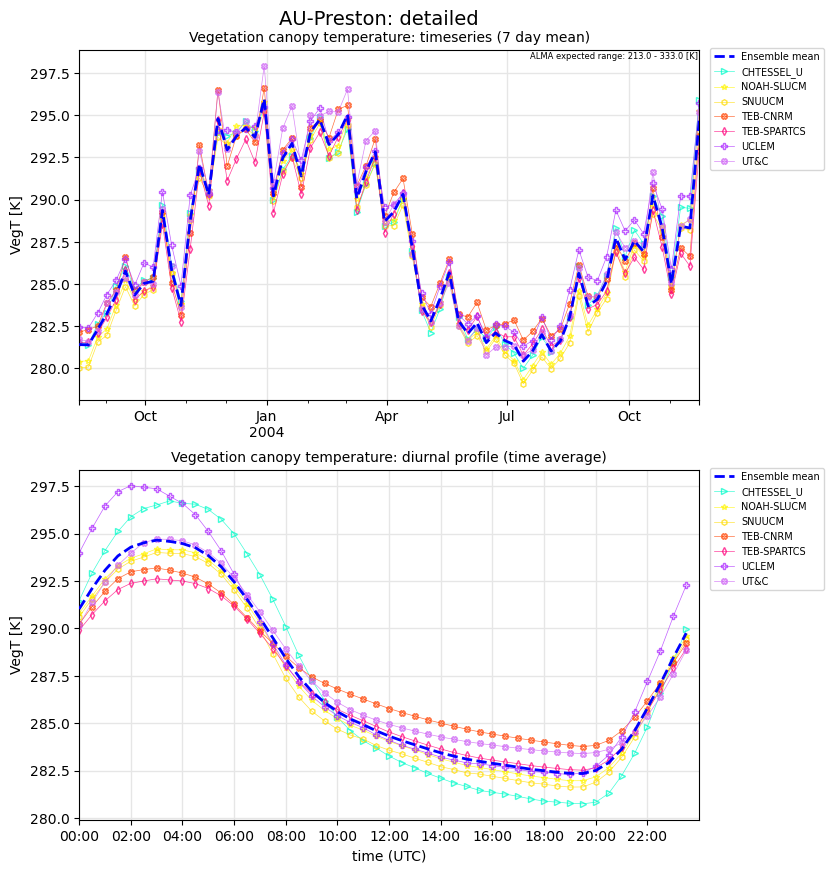 AU-Preston: detailed
Vegetation canopy temperature: timeseries (7 day mean)
ALMA expected range: 213.0 - 333.0 [K]
VegT [K]
297.5
295.0
292.5
290.0
287.5
285.0
282.5
280.0
Oct
Jan
2004
Apr
Jul
Oct
Ensemble mean
CHTESSEL_U
NOAH-SLUCM
SNUUCM
TEB-CNRM
TEB-SPARTCS
UCLEM
UT&C
Vegetation canopy temperature: diurnal profile (time average)
VegT [K]
297.5
295.0
292.5
290.0
287.5
285.0
282.5
280.0
00:00 02:00 04:00 06:00 08:00 10:00 12:00 14:00 16:00 18:00 20:00 22:00
time (UTC)
Ensemble mean
CHTESSEL_U
NOAH-SLUCM
SNUUCM
TEB-CNRM
TEB-SPARTCS
UCLEM
UT&C